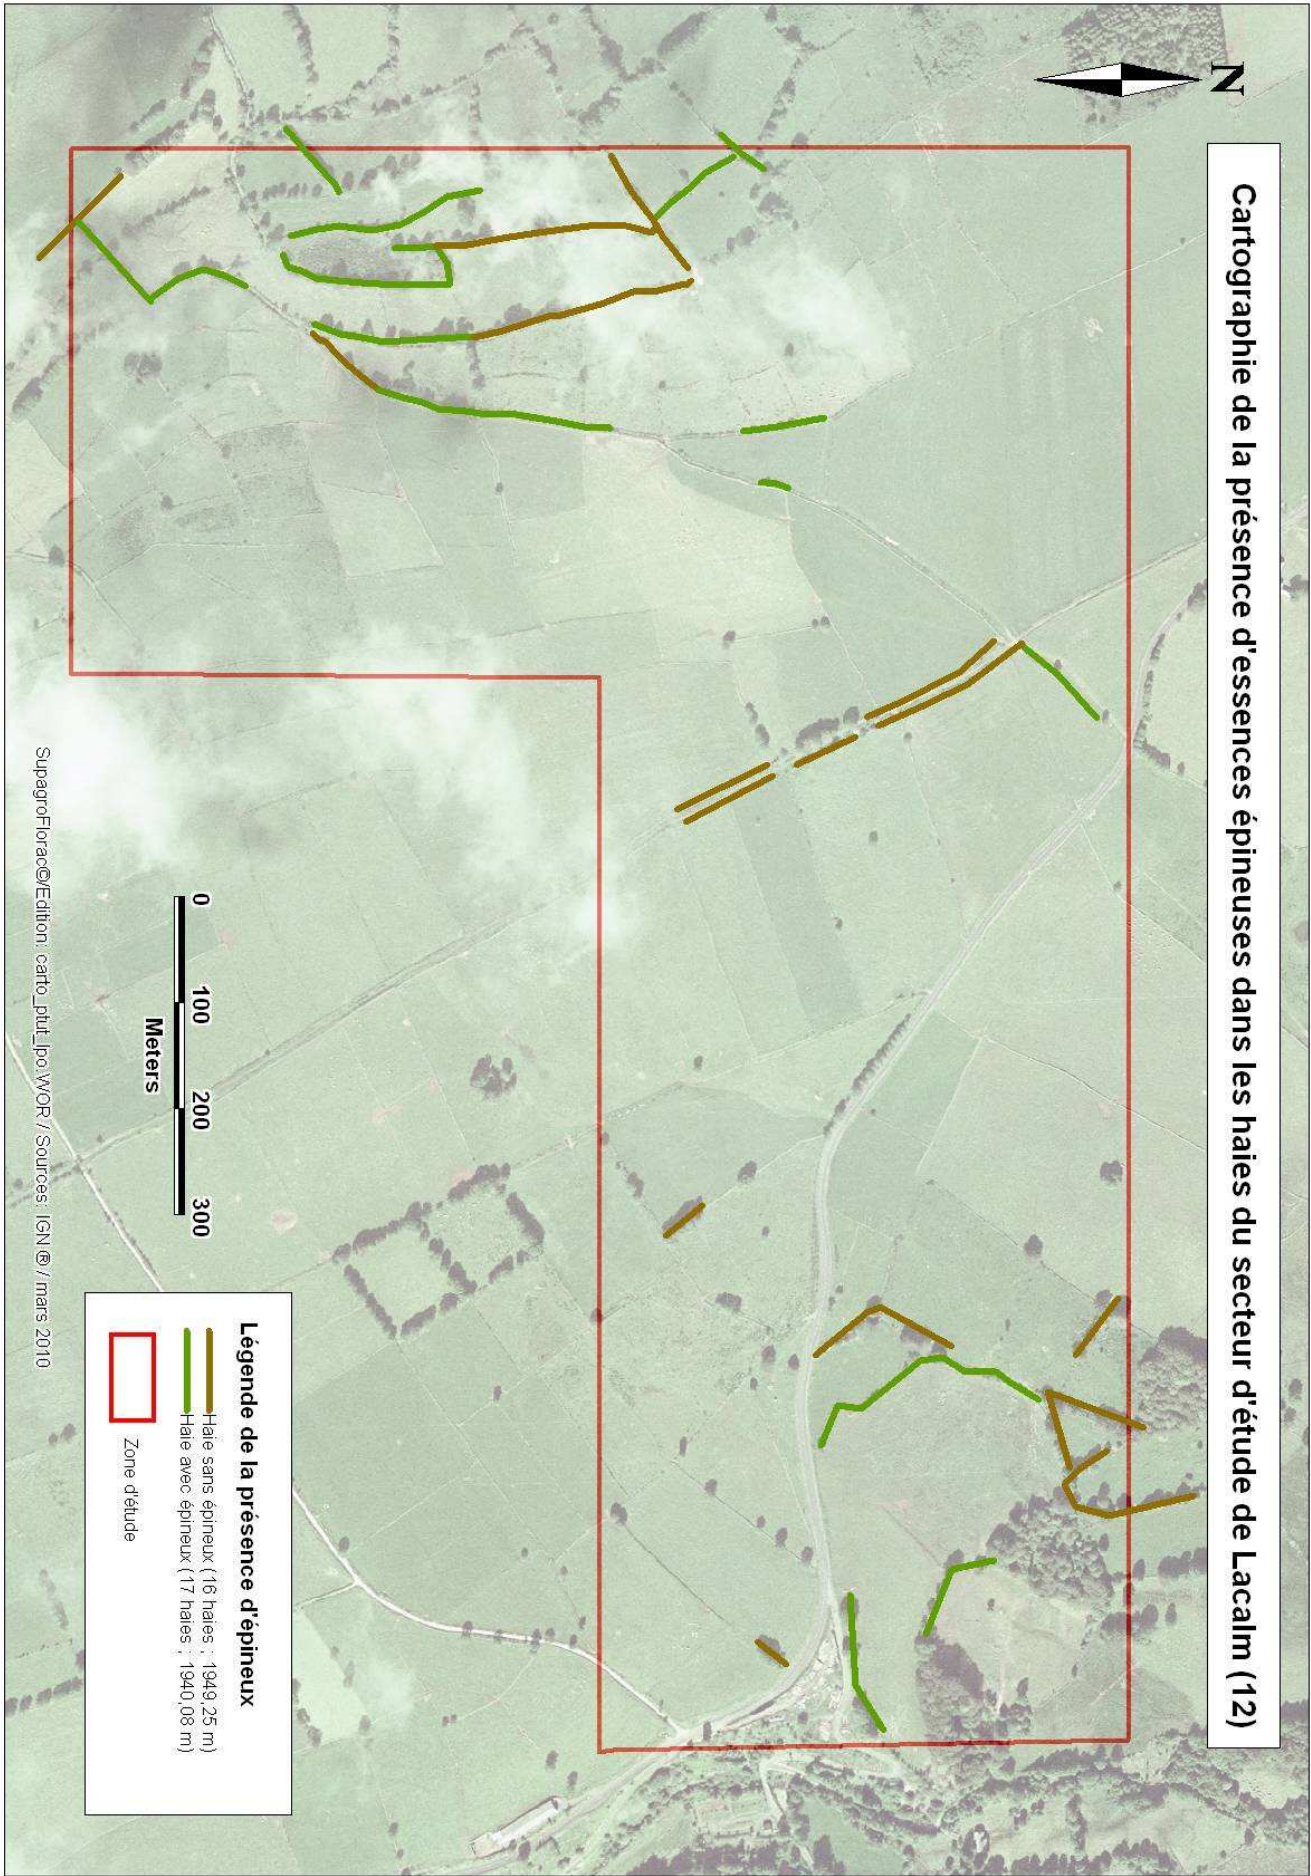 Cartographie de la présence d'essences épineuses dans les haies du secteur d'étude de Lacalm (12)
N
0 100 200 300
Meters
Légende de la présence d'épineux
Haie sans épineux (16 haies ; 1949,25 m)
Haie avec épineux (17 haies ; 1940,08 m)
Zone d'étude
SupagroFlorac©/Edition: carto_ptut_lpo.WOR / Sources: IGN ® / mars 2010